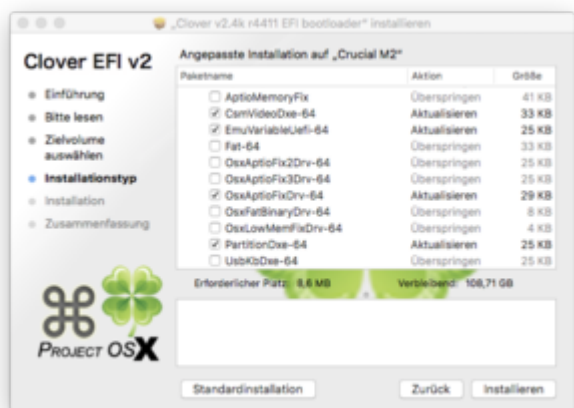 „Clover v2.4k r4411 EFI bootloader" installieren
Clover EFI v2
Einführung
Bitte lesen
Zielvolume
auswählen
Installationstyp
Installation
Zusammenfassung
PROJECT OSX
Angepasste Installation auf „Crucial M2"
Paketname Aktion Größe
AptioMemoryFix Überspringen 41 KB
CsmVideoDxe-64 Aktualisieren 33 KB
EmuVariableUefi-64 Aktualisieren 25 KB
Fat-64 Überspringen 33 KB
OsxAptioFix2Drv-64 Überspringen 25 KB
OsxAptioFix3Drv-64 Überspringen 25 KB
OsxAptioFixDrv-64 Aktualisieren 29 KB
OsxFatBinaryDrv-64 Überspringen 8 KB
OsxLowMemFixDrv-64 Überspringen 4 KB
PartitionDxe-64 Aktualisieren 25 KB
UsbKbDxe-64 Überspringen 25 KB
Erforderlicher Platz: 8,6 MB Verbleibend: 108,71 GB
Standardinstallation Zurück Installieren